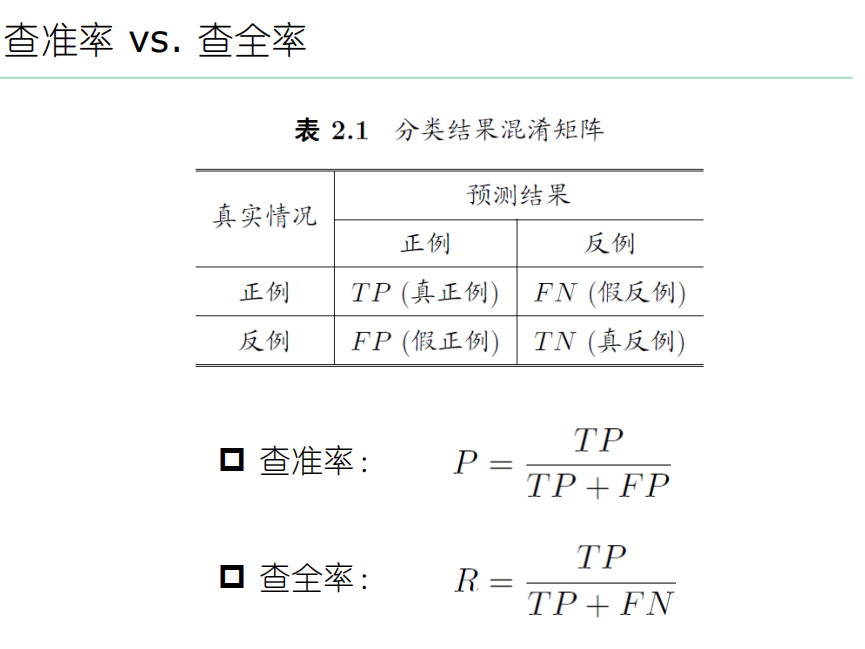 查准率 vs. 查全率
表 2.1 分类结果混淆矩阵
真实情况 预测结果
正例 反例
正例 TP (真正例) FN (假反例)
反例 FP (假正例) TN (真反例)
查准率: P = TP / TP + FP
查全率: R = TP / TP + FN